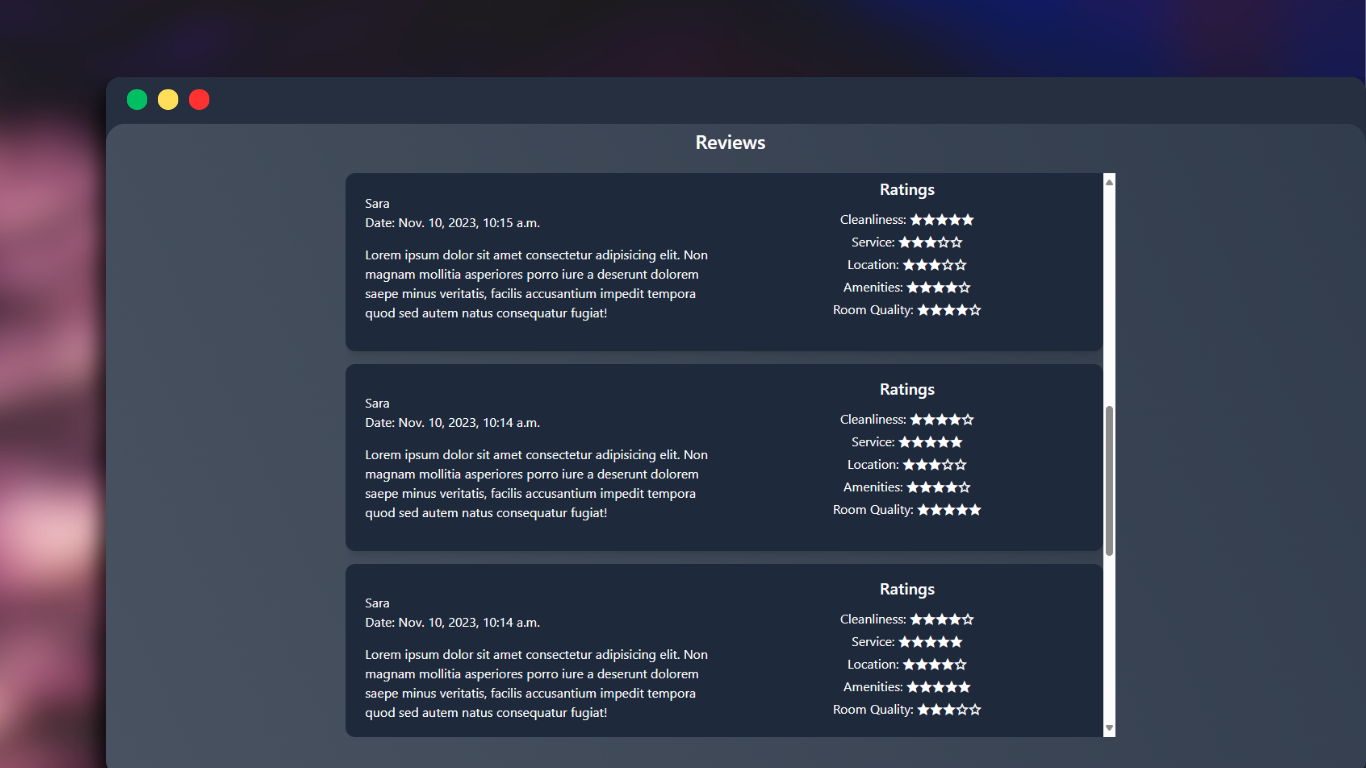 Reviews
Sara
Date: Nov. 10, 2023, 10:15 a.m.
Lorem ipsum dolor sit amet consectetur adipisicing elit. Non
magnam mollitia asperiores porro iure a deserunt dolorem
saepe minus veritatis, facilis accusantium impedit tempora
quod sed autem natus consequatur fugiat!
Ratings
Cleanliness: ★★★★★
Service: ★★★☆☆
Location: ★★★☆☆
Amenities: ★★★★☆
Room Quality: ★★★★☆
Sara
Date: Nov. 10, 2023, 10:14 a.m.
Lorem ipsum dolor sit amet consectetur adipisicing elit. Non
magnam mollitia asperiores porro iure a deserunt dolorem
saepe minus veritatis, facilis accusantium impedit tempora
quod sed autem natus consequatur fugiat!
Ratings
Cleanliness: ★★★★☆
Service: ★★★★★
Location: ★★★☆☆
Amenities: ★★★★☆
Room Quality: ★★★★★
Sara
Date: Nov. 10, 2023, 10:14 a.m.
Lorem ipsum dolor sit amet consectetur adipisicing elit. Non
magnam mollitia asperiores porro iure a deserunt dolorem
saepe minus veritatis, facilis accusantium impedit tempora
quod sed autem natus consequatur fugiat!
Ratings
Cleanliness: ★★★★☆
Service: ★★★★★
Location: ★★★★☆
Amenities: ★★★★★
Room Quality: ★★★☆☆